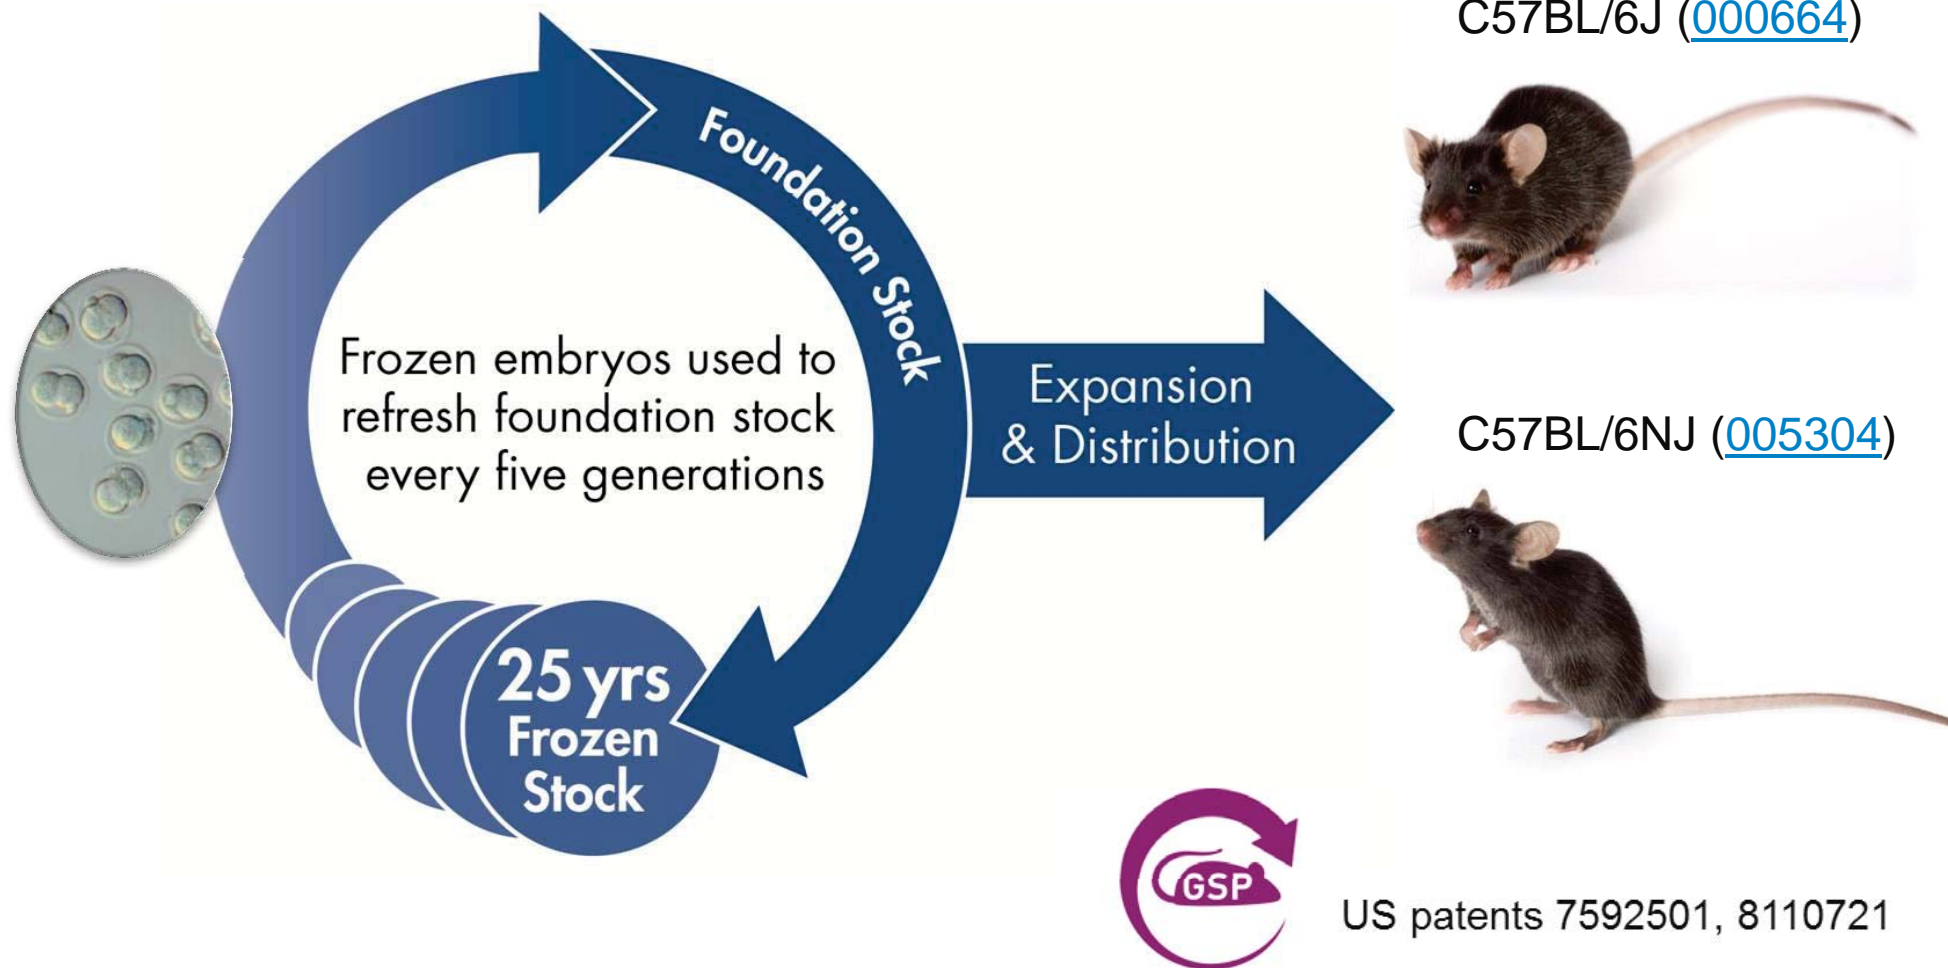 C57BL/6J (000664)
Foundation Stock
Frozen embryos used to
refresh foundation stock
every five generations
Expansion
& Distribution
C57BL/6NJ (005304)
25 yrs
Frozen
Stock
GSP
US patents 7592501, 8110721